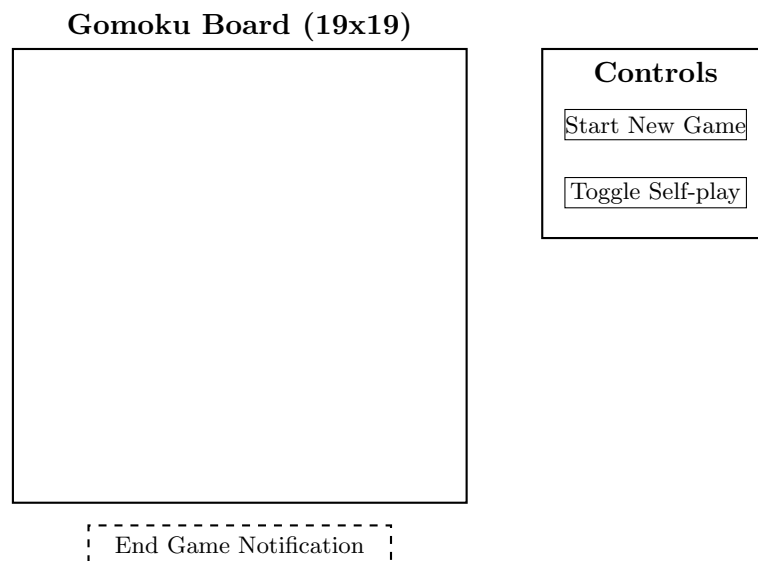 Gomoku Board (19x19)
Controls
Start New Game
Toggle Self-play
End Game Notification